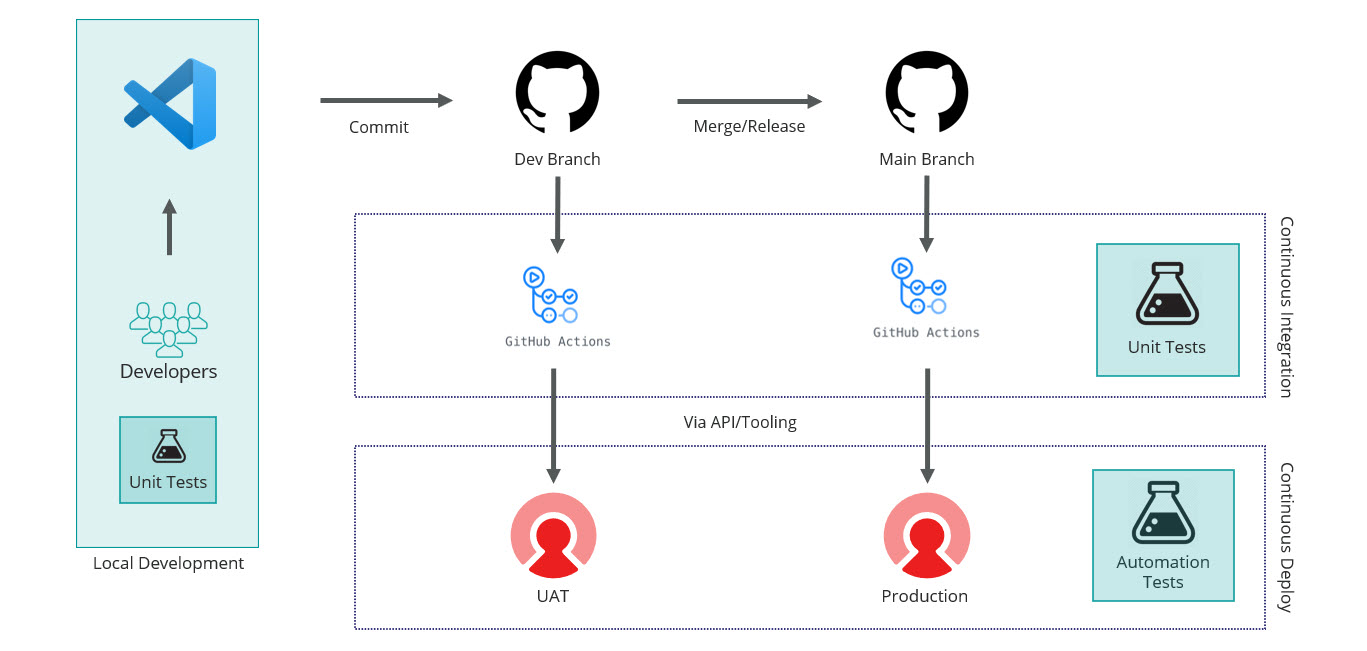 Commit
Merge/Release
Dev Branch
Main Branch
Continuous Integration
GitHub Actions
GitHub Actions
Unit Tests
Developers
Via API/Tooling
Unit Tests
Continuous Deploy
Automation
Tests
Local Development
UAT
Production